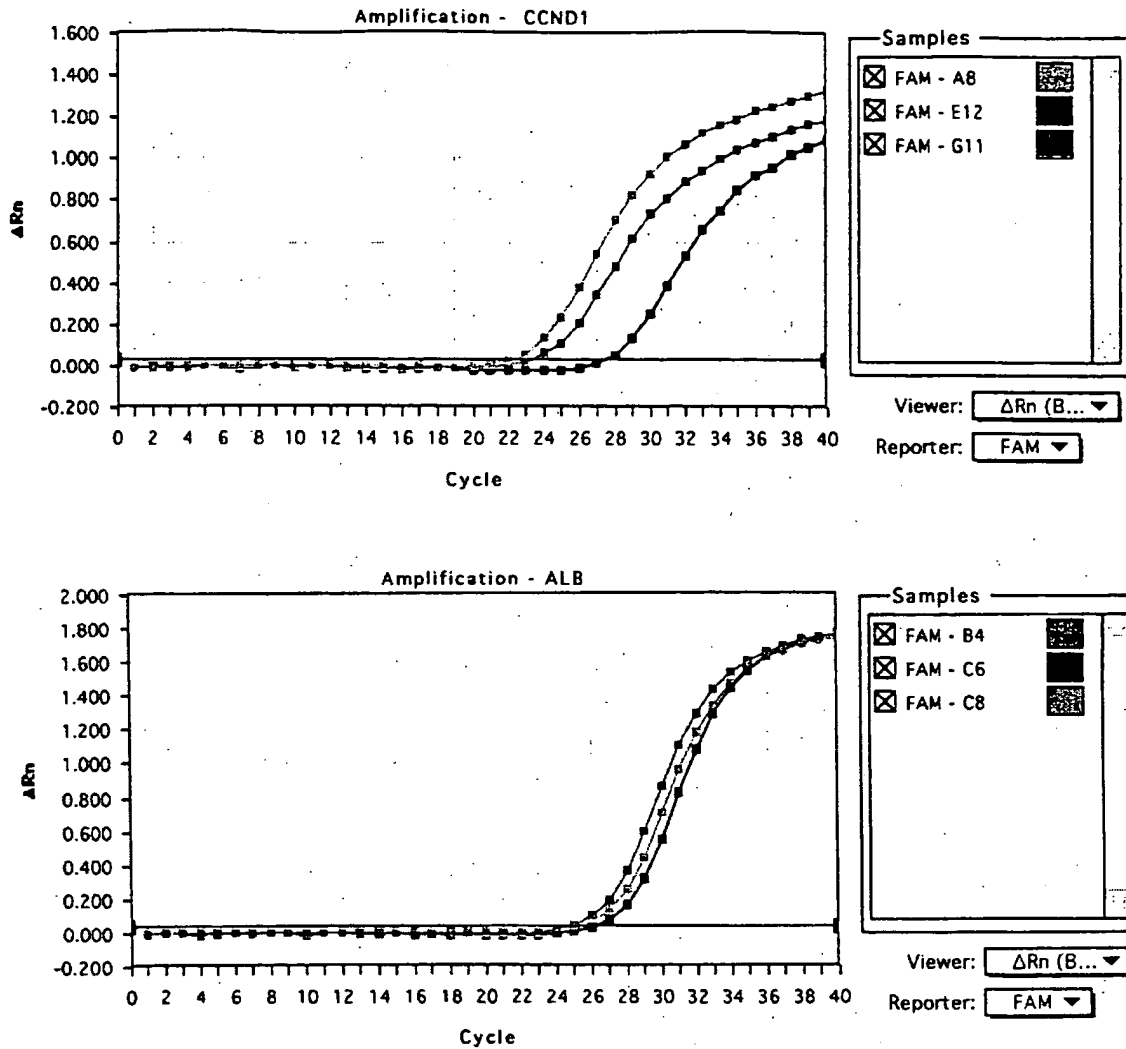 Amplification - CCND1
1.600
1.400
1.200
1.000
0.800
0.600
0.400
0.200
0.000
-0.200
ΔRn
0 2 4 6 8 10 12 14 16 18 20 22 24 26 28 30 32 34 36 38 40
Cycle
Samples
FAM - A8
FAM - E12
FAM - G11
Viewer: ΔRn (B...
Reporter: FAM
Amplification - ALB
2.000
1.800
1.600
1.400
1.200
1.000
0.800
0.600
0.400
0.200
0.000
-0.200
ΔRn
0 2 4 6 8 10 12 14 16 18 20 22 24 26 28 30 32 34 36 38 40
Cycle
Samples
FAM - B4
FAM - C6
FAM - C8
Viewer: ΔRn (B...
Reporter: FAM